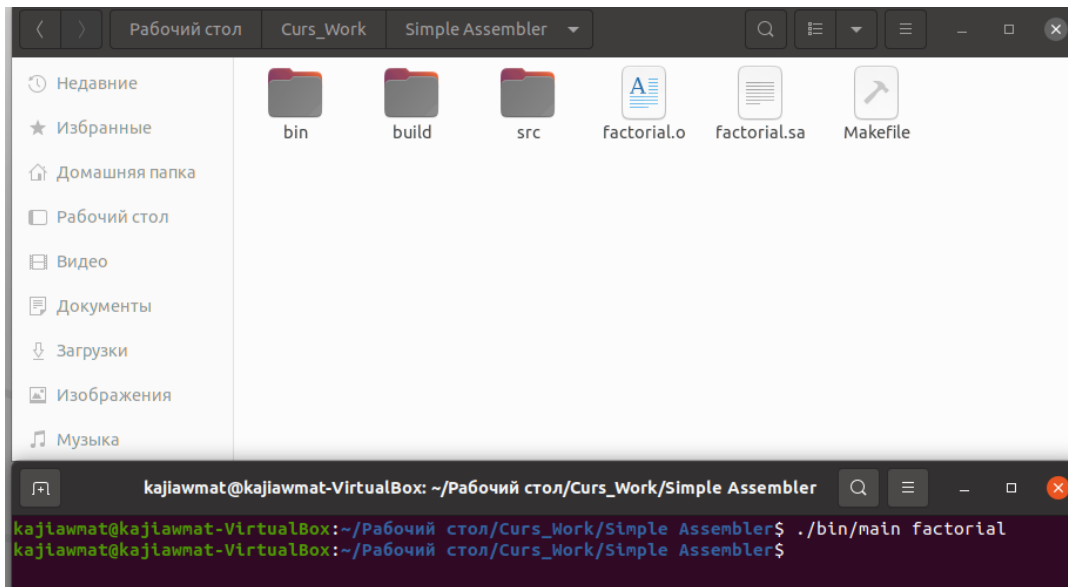 Рабочий стол Curs_Work Simple Assembler
Недавние
Избранные
Домашняя папка
Рабочий стол
Видео
Документы
Загрузки
Изображения
Музыка
bin build src factorial.o factorial.sa Makefile
kajiawmat@kajiawmat-VirtualBox: ~/Рабочий стол/Curs_Work/Simple Assembler
kajiawmat@kajiawmat-VirtualBox:~/Рабочий стол/Curs_Work/Simple Assembler$ ./bin/main factorial
kajiawmat@kajiawmat-VirtualBox:~/Рабочий стол/Curs_Work/Simple Assembler$